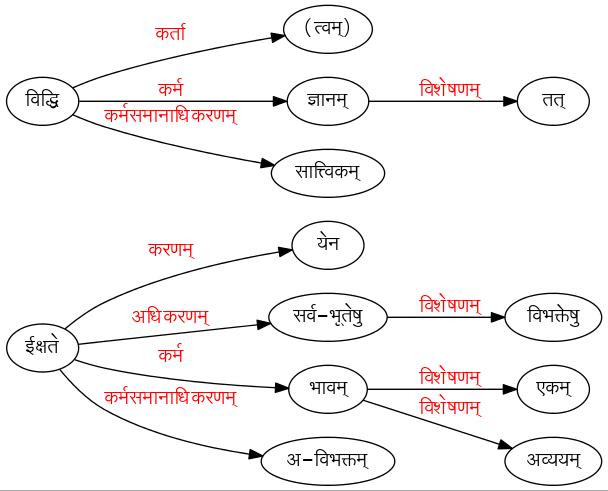 कर्ता
(त्वम्)
विद्धि
कर्म
ज्ञानम्
विशेषणम्
तत्
कर्मसमानाधिकरणम्
सात्त्विकम्
करणम्
येन
अधिकरणम्
सर्व-भूतेषु
विशेषणम्
विभक्तेषु
ईक्षते
कर्म
भावम्
विशेषणम्
एकम्
विशेषणम्
अव्ययम्
कर्मसमानाधिकरणम्
अ-विभक्तम्